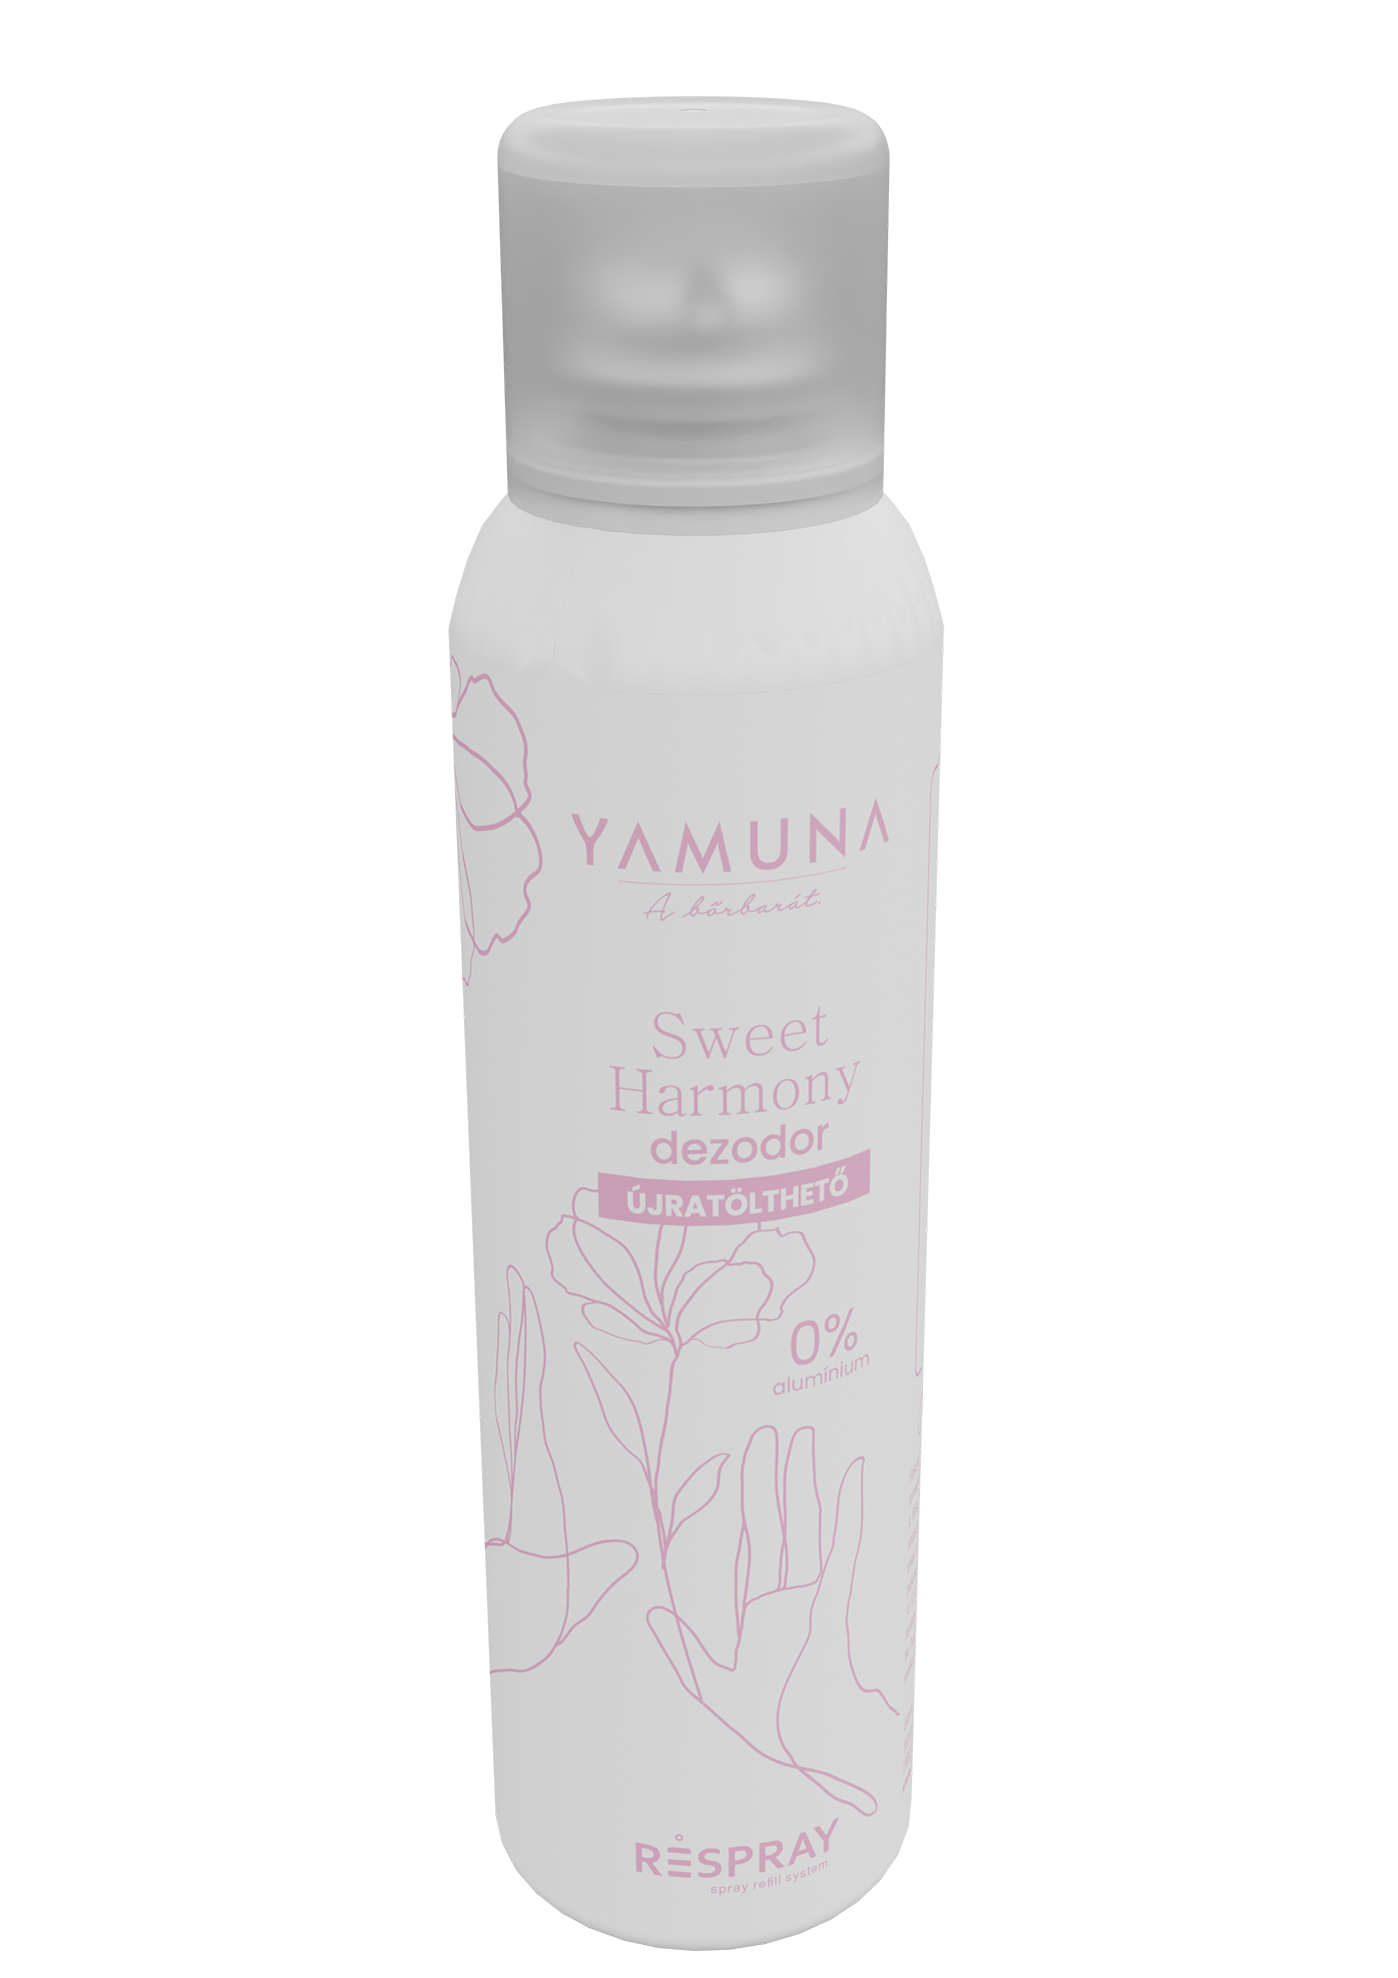 YAMUNA
A bőrbarát.
Sweet
Harmony
dezodor
ÚJRATÖLTHETŐ
0%
alumínium
RESPRAY
spray refill system